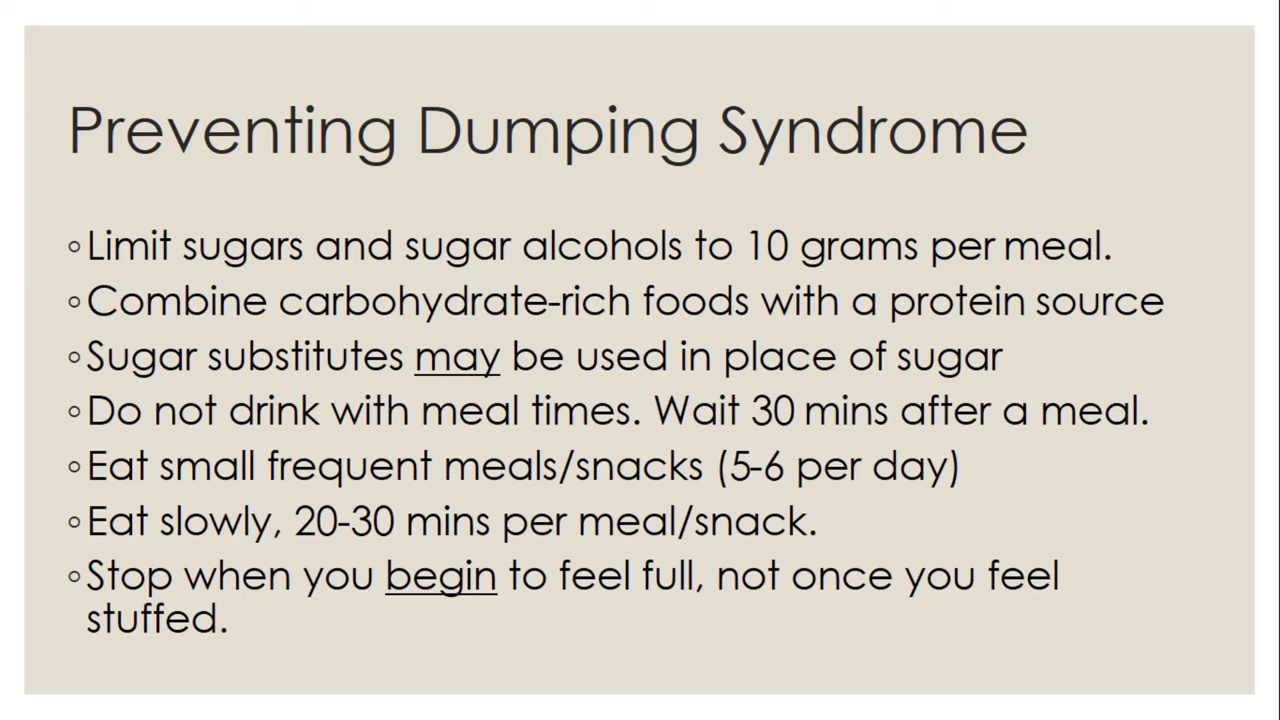 Preventing Dumping Syndrome
◦Limit sugars and sugar alcohols to 10 grams per meal.
◦Combine carbohydrate-rich foods with a protein source
◦Sugar substitutes may be used in place of sugar
◦Do not drink with meal times. Wait 30 mins after a meal.
◦Eat small frequent meals/snacks (5-6 per day)
◦Eat slowly, 20-30 mins per meal/snack.
◦Stop when you begin to feel full, not once you feel
stuffed.